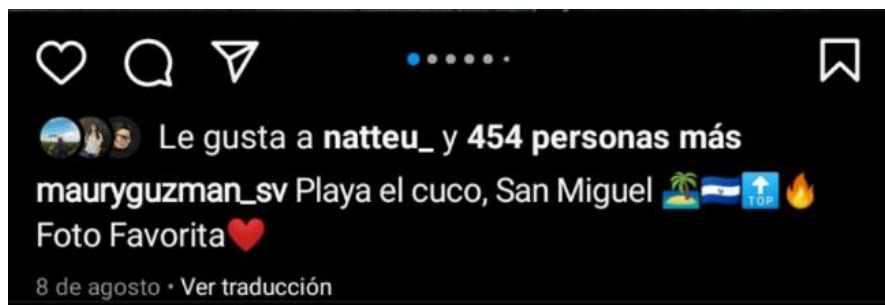 Le gusta a natteu_ y 454 personas más
mauryguzman_sv Playa el cuco, San Miguel 🏝️🇸🇻🔝🔥
Foto Favorita❤️
8 de agosto · Ver traducción